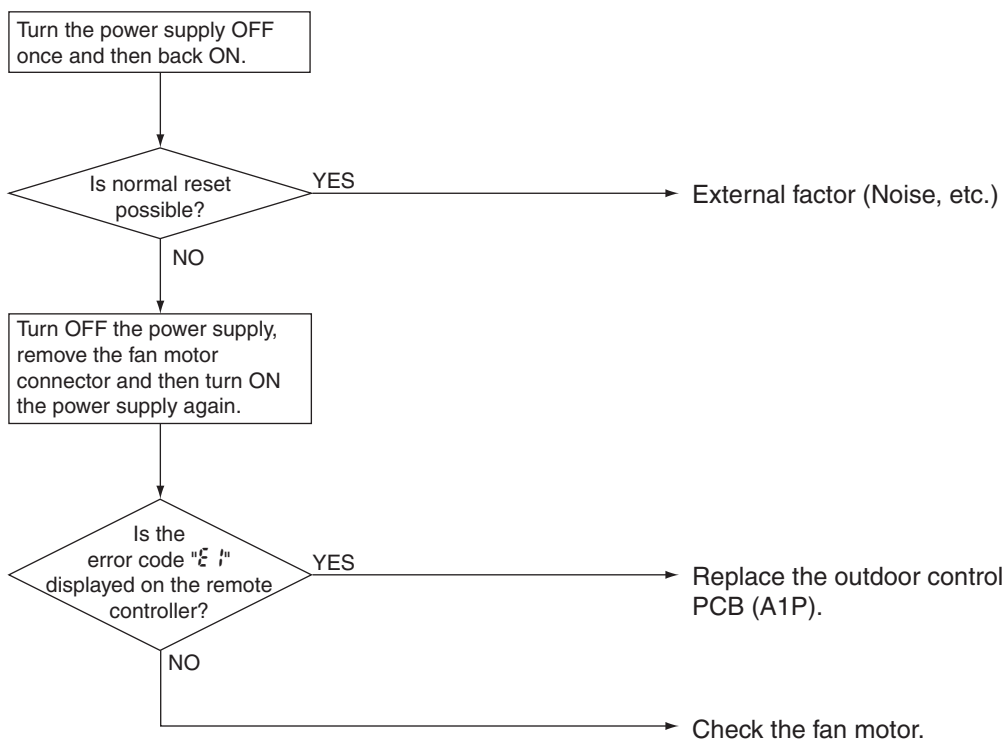 Turn the power supply OFF
once and then back ON.
Is normal reset
possible?
YES
External factor (Noise, etc.)
NO
Turn OFF the power supply,
remove the fan motor
connector and then turn ON
the power supply again.
Is the
error code "E1"
displayed on the remote
controller?
YES
Replace the outdoor control
PCB (A1P).
NO
Check the fan motor.